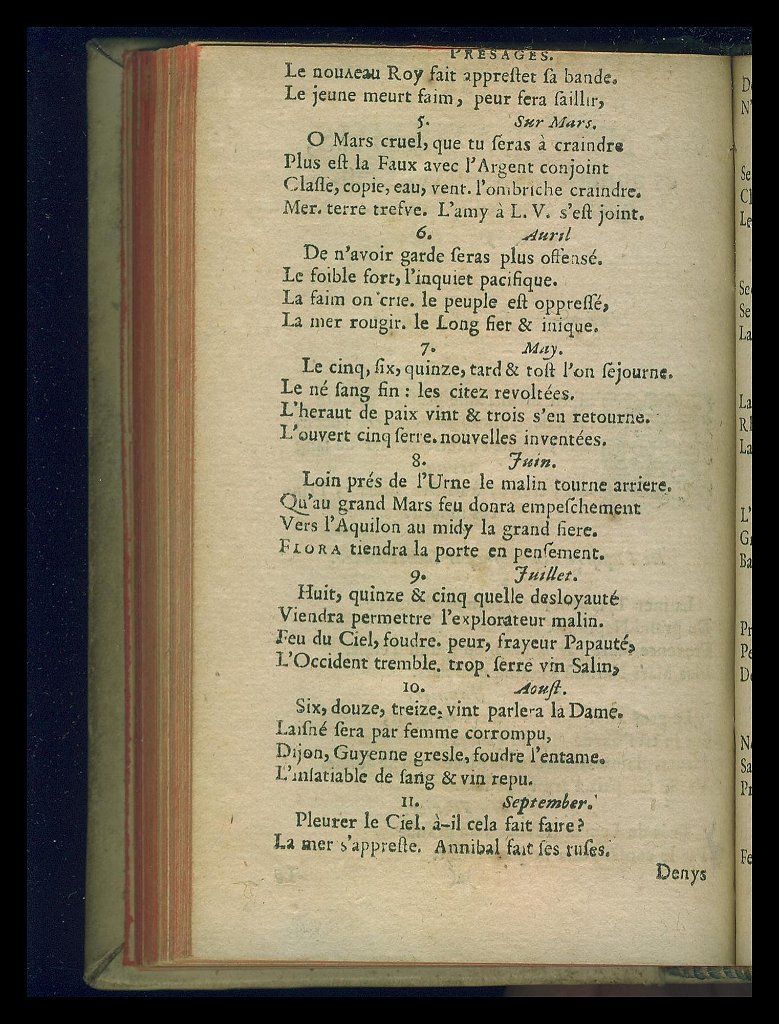 PRESAGES.
Le nouveau Roy fait apprestet sa bande.
Le jeune meurt faim, peur fera saillir,
5. Sur Mars.
O Mars cruel, que tu seras à craindre
Plus est la Faux avec l'Argent conjoint
Classe, copie, eau, vent. l'ombriche craindre.
Mer. terre trefve. L'amy à L. V. s'est joint.
6. Auril
De n'avoir garde seras plus offensé.
Le foible fort, l'inquiet pacifique.
La faim on crie. le peuple est oppressé,
La mer rougir. le Long fier & inique.
7. May.
Le cinq, six, quinze, tard & tost l'on séjourne.
Le né sang fin : les citez revoltées.
L'heraut de paix vint & trois s'en retourne.
L'ouvert cinq serre. nouvelles inventées.
8. Juin.
Loin prés de l'Urne le malin tourne arriere.
Qu'au grand Mars feu donra empeschement
Vers l'Aquilon au midy la grand fiere.
FLORA tiendra la porte en pensement.
9. Juillet.
Huit, quinze & cinq quelle desloyauté
Viendra permettre l'explorateur malin.
Feu du Ciel, foudre. peur, frayeur Papauté,
L'Occident tremble. trop serre vin Salin,
10. Aoust.
Six, douze, treize, vint parlera la Dame.
Laisné sera par femme corrompu,
Dijon, Guyenne gresle, foudre l'entame.
L'insatiable de sang & vin repu.
11. September.
Pleurer le Ciel. à-il cela fait faire?
La mer s'appreste. Annibal fait ses ruses.
Denys